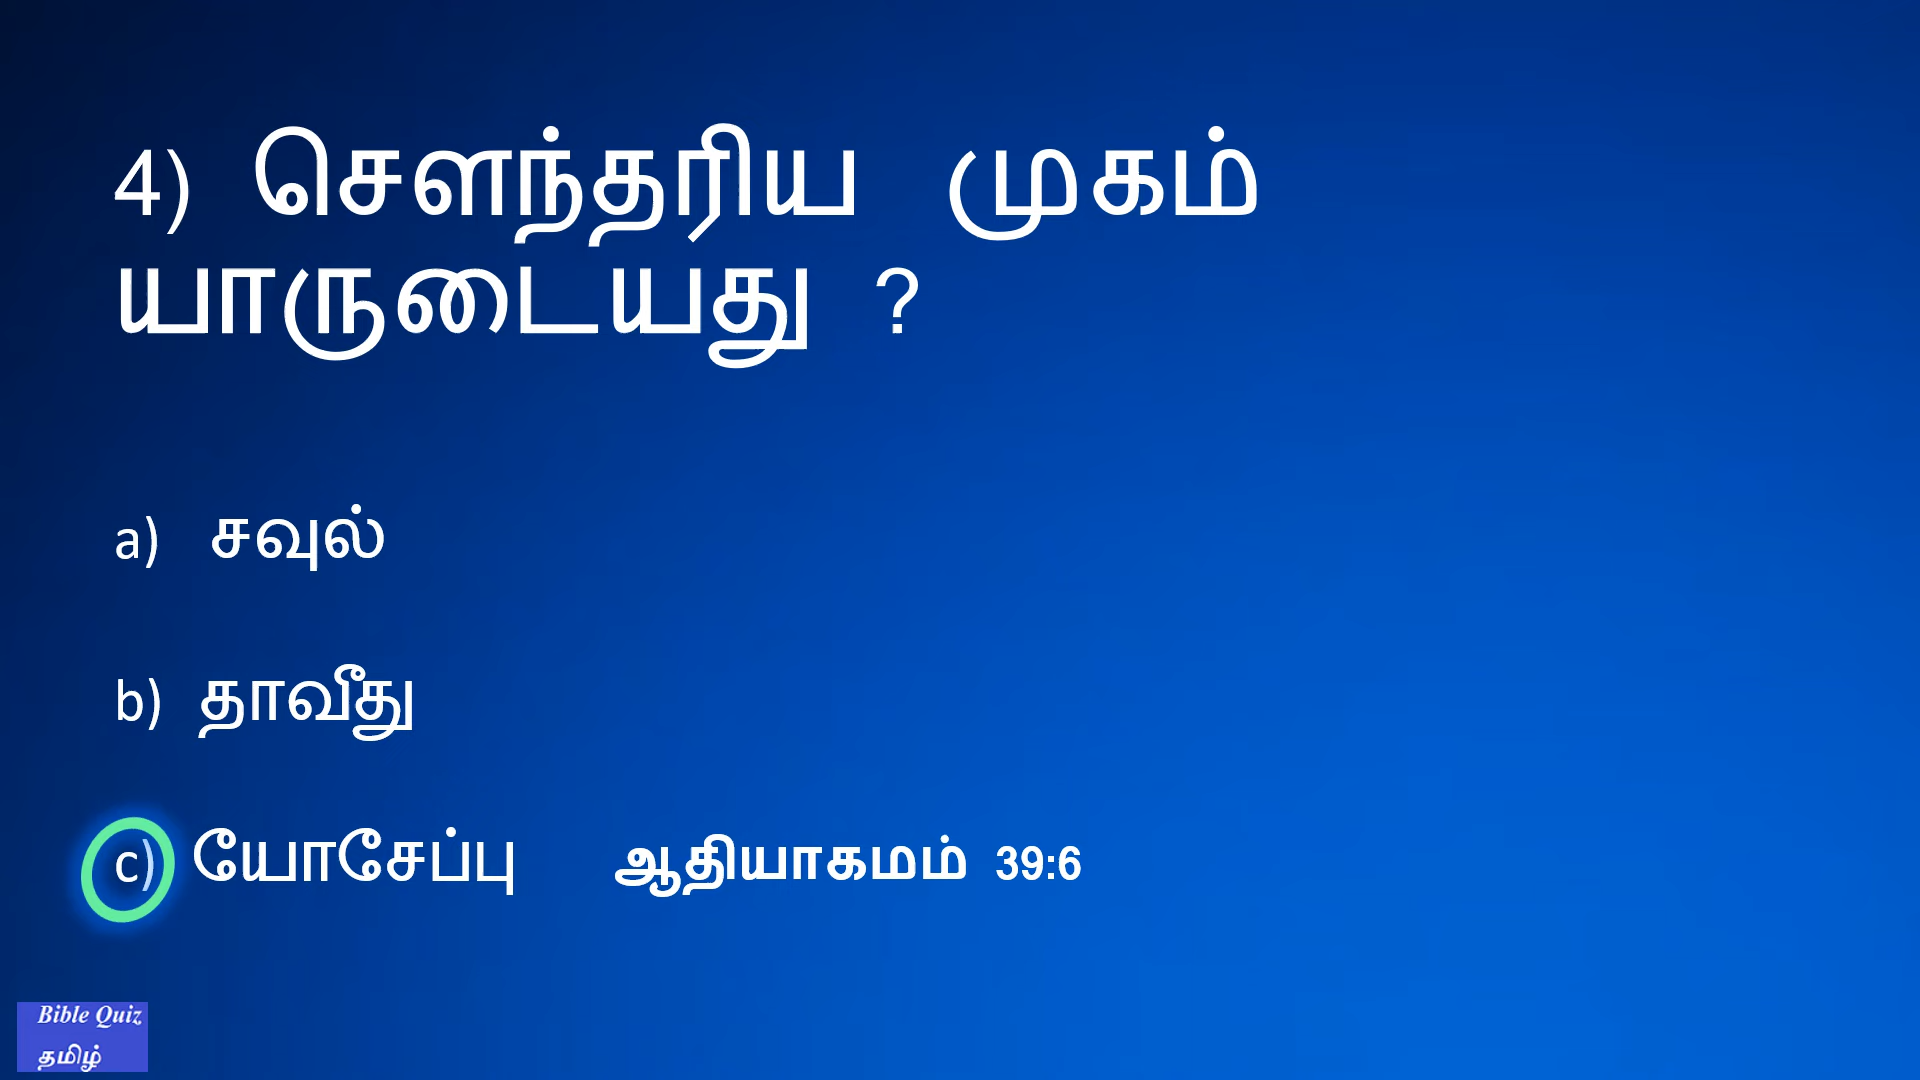 4) சௌந்தரிய முகம்
யாருடையது ?
a) சவுல்
b) தாவீது
c) யோசேப்பு ஆதியாகமம் 39:6
Bible Quiz
தமிழ்